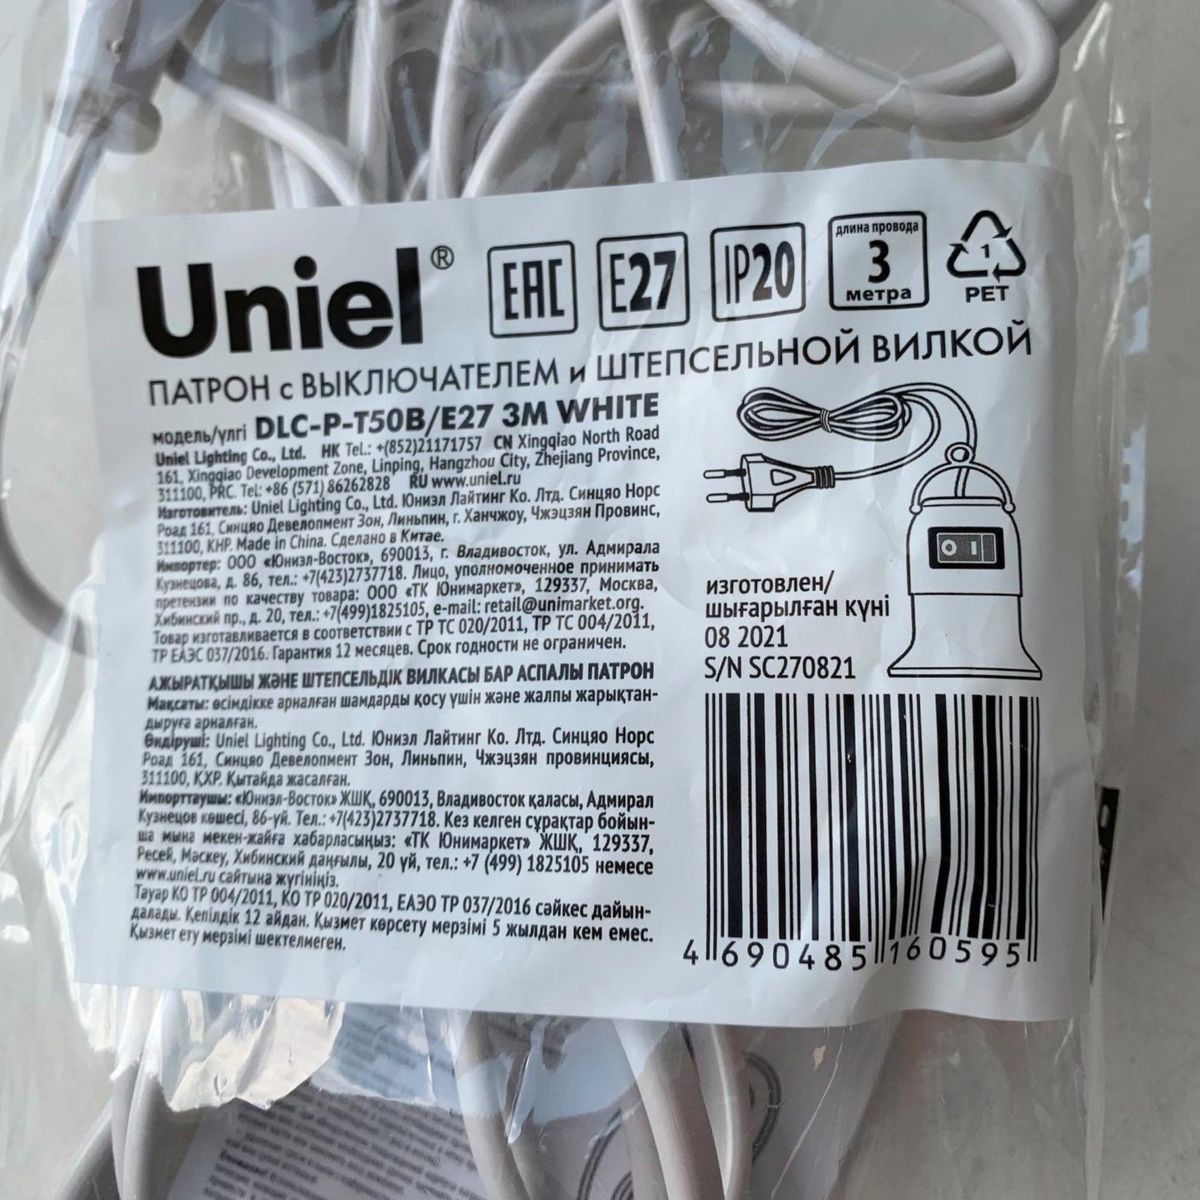 Uniel®
EAC
E27
IP20
длина провода
3
метра
1
PET
ПАТРОН с ВЫКЛЮЧАТЕЛЕМ и ШТЕПСЕЛЬНОЙ ВИЛКОЙ
модель/үлгі DLC-P-T50B/E27 3M WHITE
Uniel Lighting Co., Ltd. HK Tel.: +(852)21171757 CN Xingqiao North Road
161, Xingqiao Development Zone, Linping, Hangzhou City, Zhejiang Province,
311100, PRC. Tel: +86 (571) 86262828 RU www.uniel.ru
Изготовитель: Uniel Lighting Co., Ltd. Юниэл Лайтинг Ко. Лтд. Синцяо Норс
Роад 161, Синцяо Девелопмент Зон, Линьпин, г. Ханчжоу, Чжэцзян Провинс,
311100, КНР. Made in China. Сделано в Китае.
Импортер: ООО «Юниэл-Восток», 690013, г. Владивосток, ул. Адмирала
Кузнецова, д. 86, тел.: +7(423)2737718. Лицо, уполномоченное принимать
претензии по качеству товара: ООО «ТК Юнимаркет», 129337, Москва,
Хибинский пр., д. 20, тел.: +7(499)1825105, e-mail: retail@unimarket.org.
Товар изготавливается в соответствии с ТР ТС 020/2011, ТР ТС 004/2011,
ТР ЕАЭС 037/2016. Гарантия 12 месяцев. Срок годности не ограничен.
АЖЫРАТҚЫШЫ ЖӘНЕ ШТЕПСЕЛЬДІК ВИЛКАСЫ БАР АСПАЛЫ ПАТРОН
Мақсаты: өсімдікке арналған шамдарды қосу үшін және жалпы жарықтан-
дыруға арналған.
Өндіруші: Uniel Lighting Co., Ltd. Юниэл Лайтинг Ко. Лтд. Синцяо Норс
Роад 161, Синцяо Девелопмент Зон, Линьпин, Чжэцзян провинциясы,
311100, ҚХР. Қытайда жасалған.
Импорттаушы: «Юниэл-Восток» ЖШҚ, 690013, Владивосток қаласы, Адмирал
Кузнецов көшесі, 86-үй. Тел.: +7(423)2737718. Кез келген сұрақтар бойын-
ша мына мекен-жайға хабарласыңыз: «ТК Юнимаркет» ЖШҚ, 129337,
Ресей, Мәскеу, Хибинский даңғылы, 20 үй, тел.: +7 (499) 1825105 немесе
www.uniel.ru сайтына жүгініңіз.
Тауар КО ТР 004/2011, КО ТР 020/2011, ЕАЭО ТР 037/2016 сәйкес дайын-
далады. Кепілдік 12 айдан. Қызмет көрсету мерзімі 5 жылдан кем емес.
Қызмет ету мерзімі шектелмеген.
O I
изготовлен/
шығарылған күні
08 2021
S/N SC270821
4 690485 160595